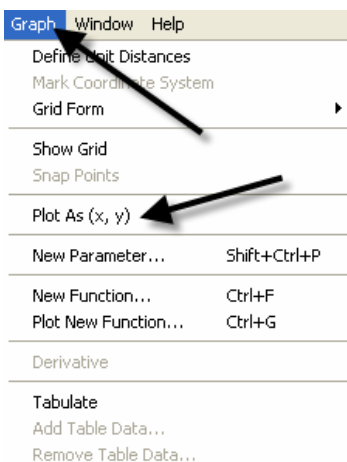 Graph Window Help
Define Unit Distances
Mark Coordinate System
Grid Form
Show Grid
Snap Points
Plot As (x, y)
New Parameter... Shift+Ctrl+P
New Function... Ctrl+F
Plot New Function... Ctrl+G
Derivative
Tabulate
Add Table Data...
Remove Table Data...